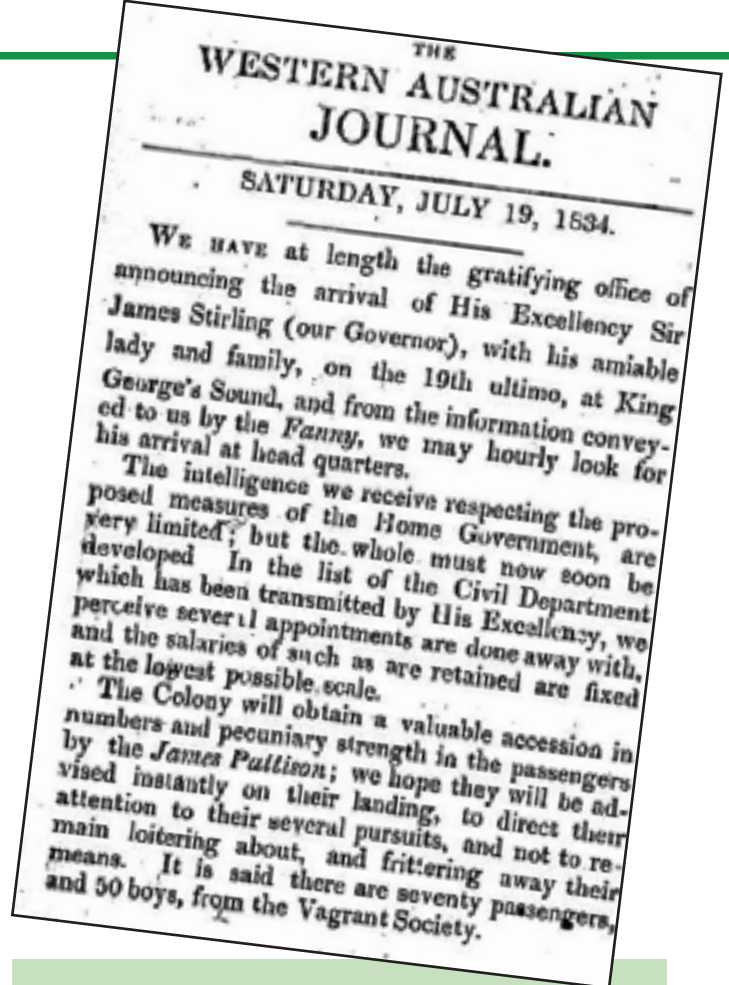 THE
WESTERN AUSTRALIAN
JOURNAL.
SATURDAY, JULY 19, 1834.
WE HAVE at length the gratifying office of
announcing the arrival of His Excellency Sir
James Stirling (our Governor), with his amiable
lady and family, on the 19th ultimo, at King
George's Sound, and from the information convey-
ed to us by the Fanny, we may hourly look for
his arrival at head quarters.
The intelligence we receive respecting the pro-
posed measures of the Home Government, are
very limited; but the whole must now soon be
developed In the list of the Civil Department
which has been transmitted by His Excellency, we
perceive several appointments are done away with,
and the salaries of such as are retained are fixed
at the lowest possible scale.
The Colony will obtain a valuable accession in
numbers and pecuniary strength in the passengers
by the James Pattison; we hope they will be ad-
vised instantly on their landing, to direct their
attention to their several pursuits, and not to re-
main loitering about, and frittering away their
means. It is said there are seventy passengers,
and 50 boys, from the Vagrant Society.